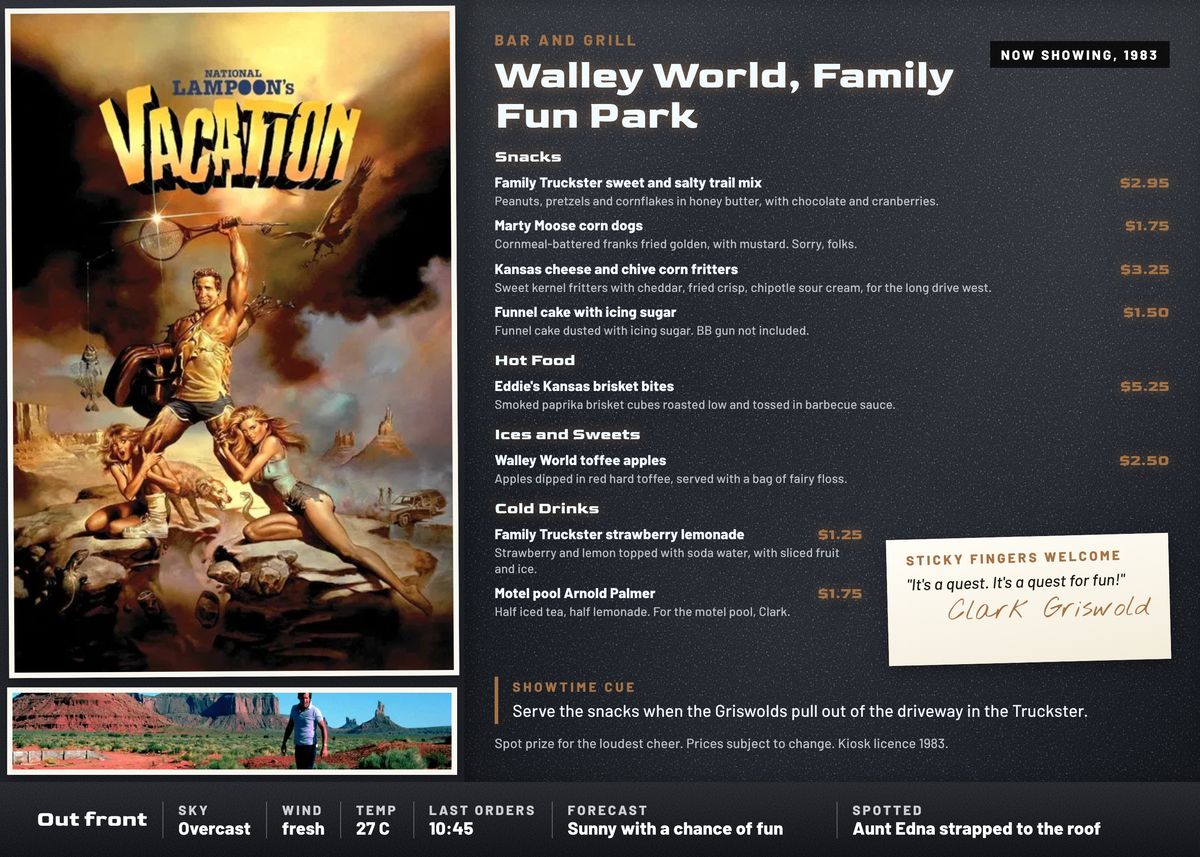 NATIONAL
LAMPOON's
VACATION
BAR AND GRILL
NOW SHOWING, 1983
Walley World, Family
Fun Park
Snacks
Family Truckster sweet and salty trail mix $2.95
Peanuts, pretzels and cornflakes in honey butter, with chocolate and cranberries.
Marty Moose corn dogs $1.75
Cornmeal-battered franks fried golden, with mustard. Sorry, folks.
Kansas cheese and chive corn fritters $3.25
Sweet kernel fritters with cheddar, fried crisp, chipotle sour cream, for the long drive west.
Funnel cake with icing sugar $1.50
Funnel cake dusted with icing sugar. BB gun not included.
Hot Food
Eddie's Kansas brisket bites $5.25
Smoked paprika brisket cubes roasted low and tossed in barbecue sauce.
Ices and Sweets
Walley World toffee apples $2.50
Apples dipped in red hard toffee, served with a bag of fairy floss.
Cold Drinks
Family Truckster strawberry lemonade $1.25
Strawberry and lemon topped with soda water, with sliced fruit
and ice.
Motel pool Arnold Palmer $1.75
Half iced tea, half lemonade. For the motel pool, Clark.
STICKY FINGERS WELCOME
"It's a quest. It's a quest for fun!"
Clark Griswold
SHOWTIME CUE
Serve the snacks when the Griswolds pull out of the driveway in the Truckster.
Spot prize for the loudest cheer. Prices subject to change. Kiosk licence 1983.
Out front
SKY
Overcast
WIND
fresh
TEMP
27 C
LAST ORDERS
10:45
FORECAST
Sunny with a chance of fun
SPOTTED
Aunt Edna strapped to the roof